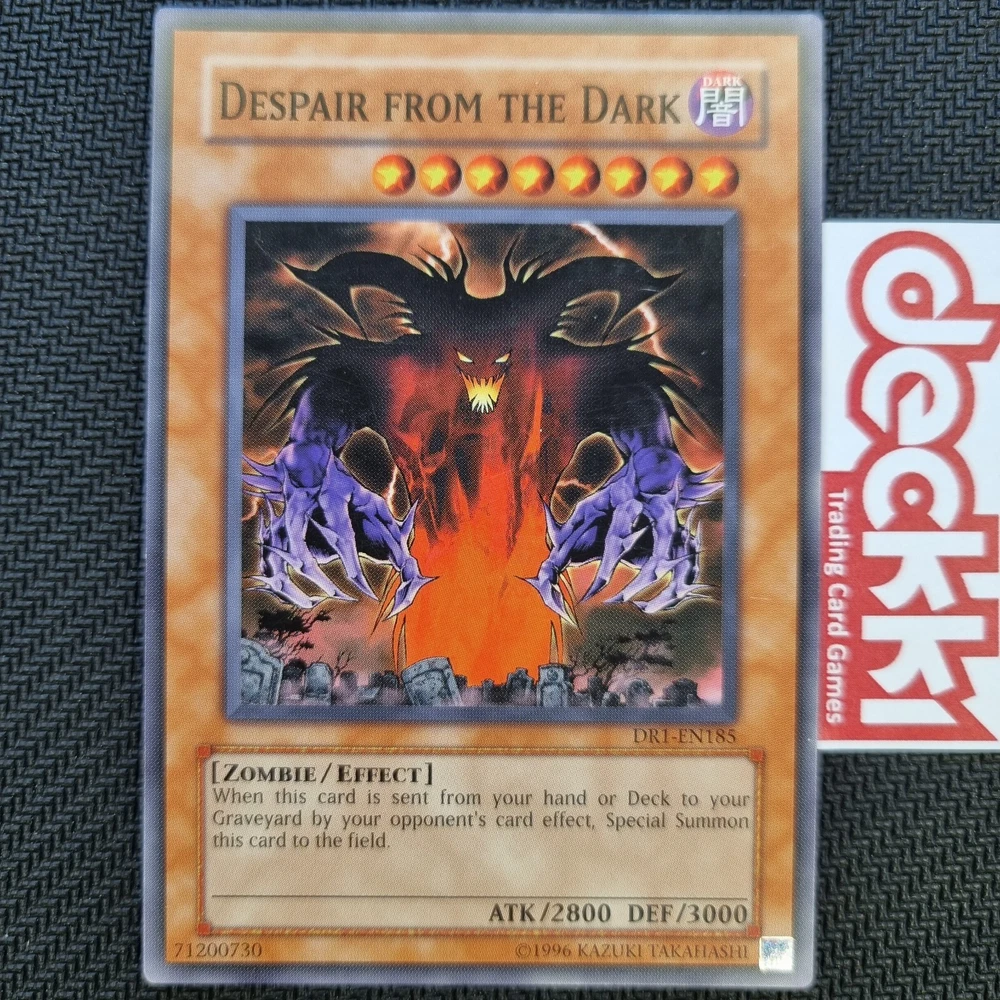 DESPAIR FROM THE DARK
DARK
闇
DR1-EN185
[ZOMBIE/EFFECT]
When this card is sent from your hand or Deck to your
Graveyard by your opponent's card effect, Special Summon
this card to the field.
ATK/2800 DEF/3000
71200730
©1996 KAZUKI TAKAHASHI
deckki
Trading Card Games